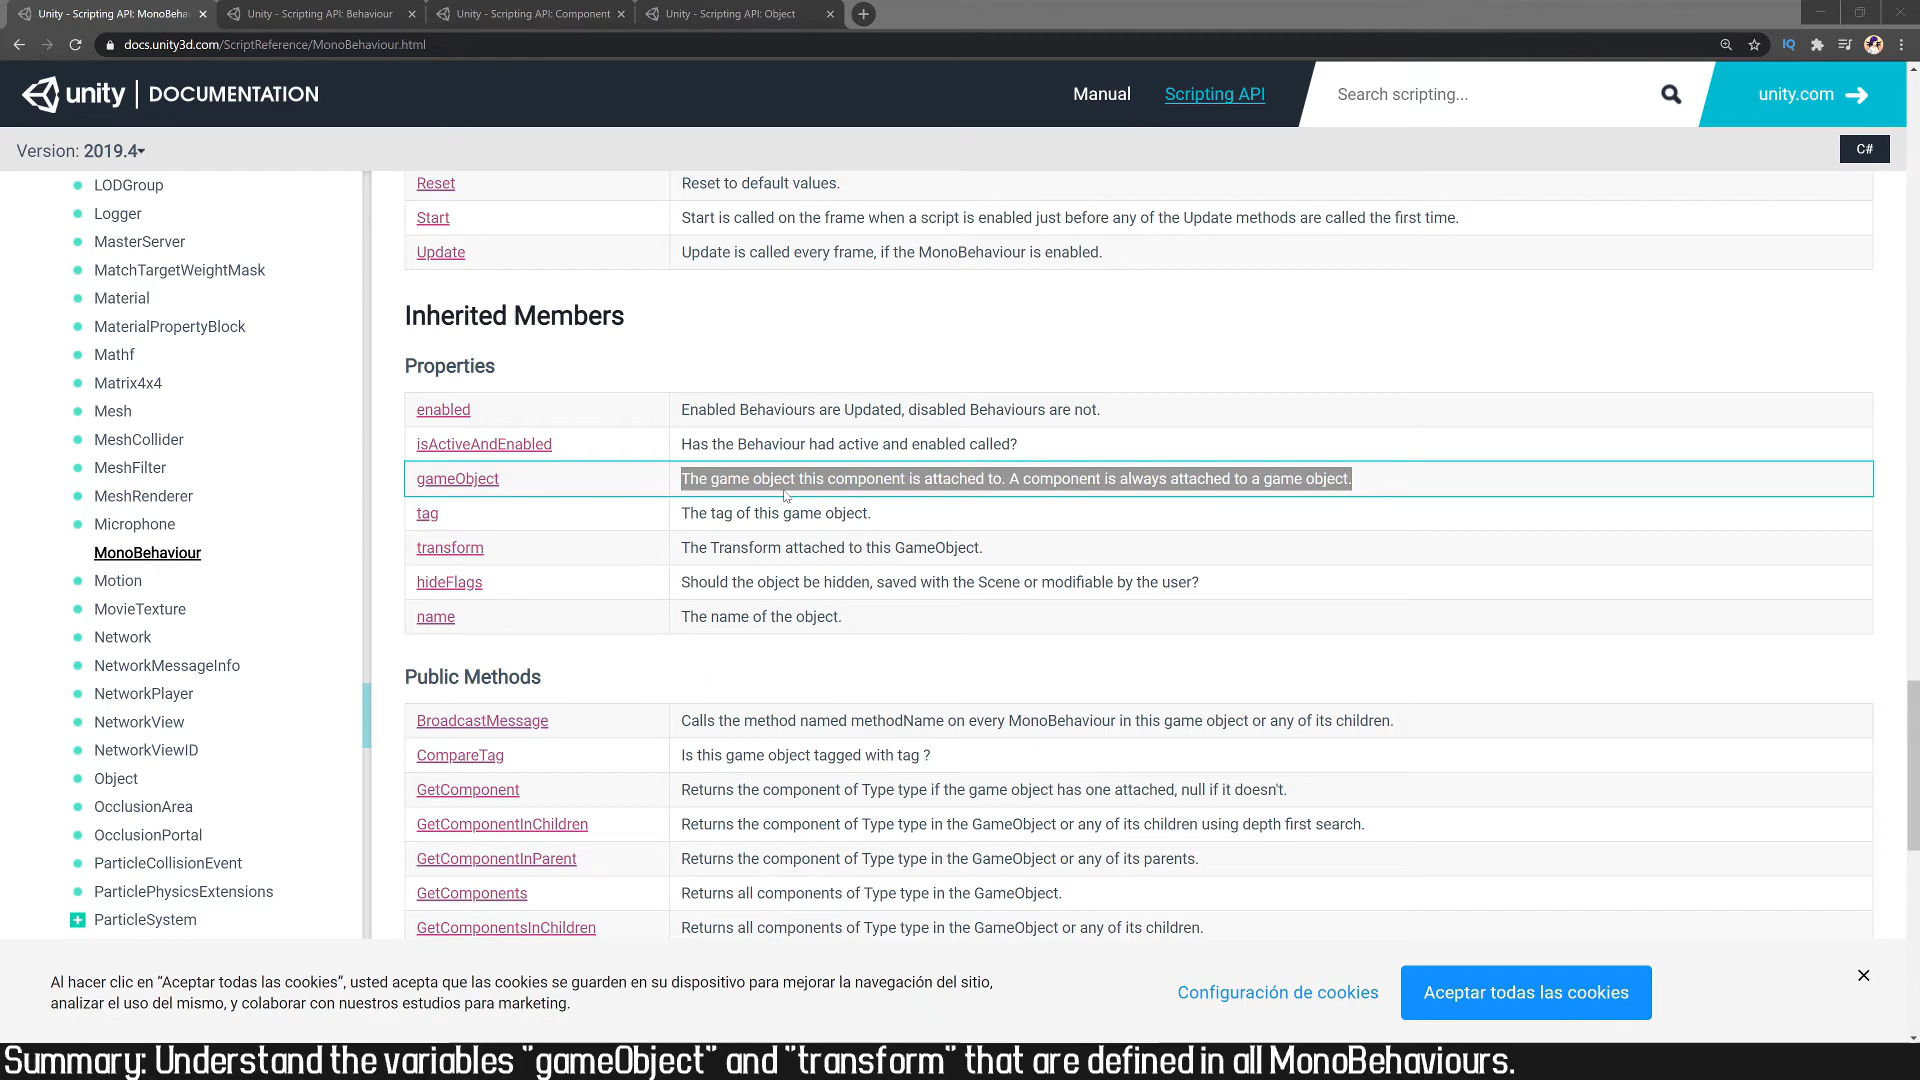 Unity - Scripting API: MonoBehav
Unity - Scripting API: Behaviour
Unity - Scripting API: Component
Unity - Scripting API: Object
docs.unity3d.com/ScriptReference/MonoBehaviour.html
IQ
unity | DOCUMENTATION
Manual
Scripting API
Search scripting...
unity.com
Version: 2019.4
C#
LODGroup
Logger
MasterServer
MatchTargetWeightMask
Material
MaterialPropertyBlock
Mathf
Matrix4x4
Mesh
MeshCollider
MeshFilter
MeshRenderer
Microphone
MonoBehaviour
Motion
MovieTexture
Network
NetworkMessageInfo
NetworkPlayer
NetworkView
NetworkViewID
Object
OcclusionArea
OcclusionPortal
ParticleCollisionEvent
ParticlePhysicsExtensions
ParticleSystem
Reset Reset to default values.
Start Start is called on the frame when a script is enabled just before any of the Update methods are called the first time.
Update Update is called every frame, if the MonoBehaviour is enabled.
Inherited Members
Properties
enabled Enabled Behaviours are Updated, disabled Behaviours are not.
isActiveAndEnabled Has the Behaviour had active and enabled called?
gameObject The game object this component is attached to. A component is always attached to a game object.
tag The tag of this game object.
transform The Transform attached to this GameObject.
hideFlags Should the object be hidden, saved with the Scene or modifiable by the user?
name The name of the object.
Public Methods
BroadcastMessage Calls the method named methodName on every MonoBehaviour in this game object or any of its children.
CompareTag Is this game object tagged with tag ?
GetComponent Returns the component of Type type if the game object has one attached, null if it doesn't.
GetComponentInChildren Returns the component of Type type in the GameObject or any of its children using depth first search.
GetComponentInParent Returns the component of Type type in the GameObject or any of its parents.
GetComponents Returns all components of Type type in the GameObject.
GetComponentsInChildren Returns all components of Type type in the GameObject or any of its children.
Al hacer clic en “Aceptar todas las cookies”, usted acepta que las cookies se guarden en su dispositivo para mejorar la navegación del sitio,
analizar el uso del mismo, y colaborar con nuestros estudios para marketing.
Configuración de cookies
Aceptar todas las cookies
Summary: Understand the variables "gameObject" and "transform" that are defined in all MonoBehaviours.